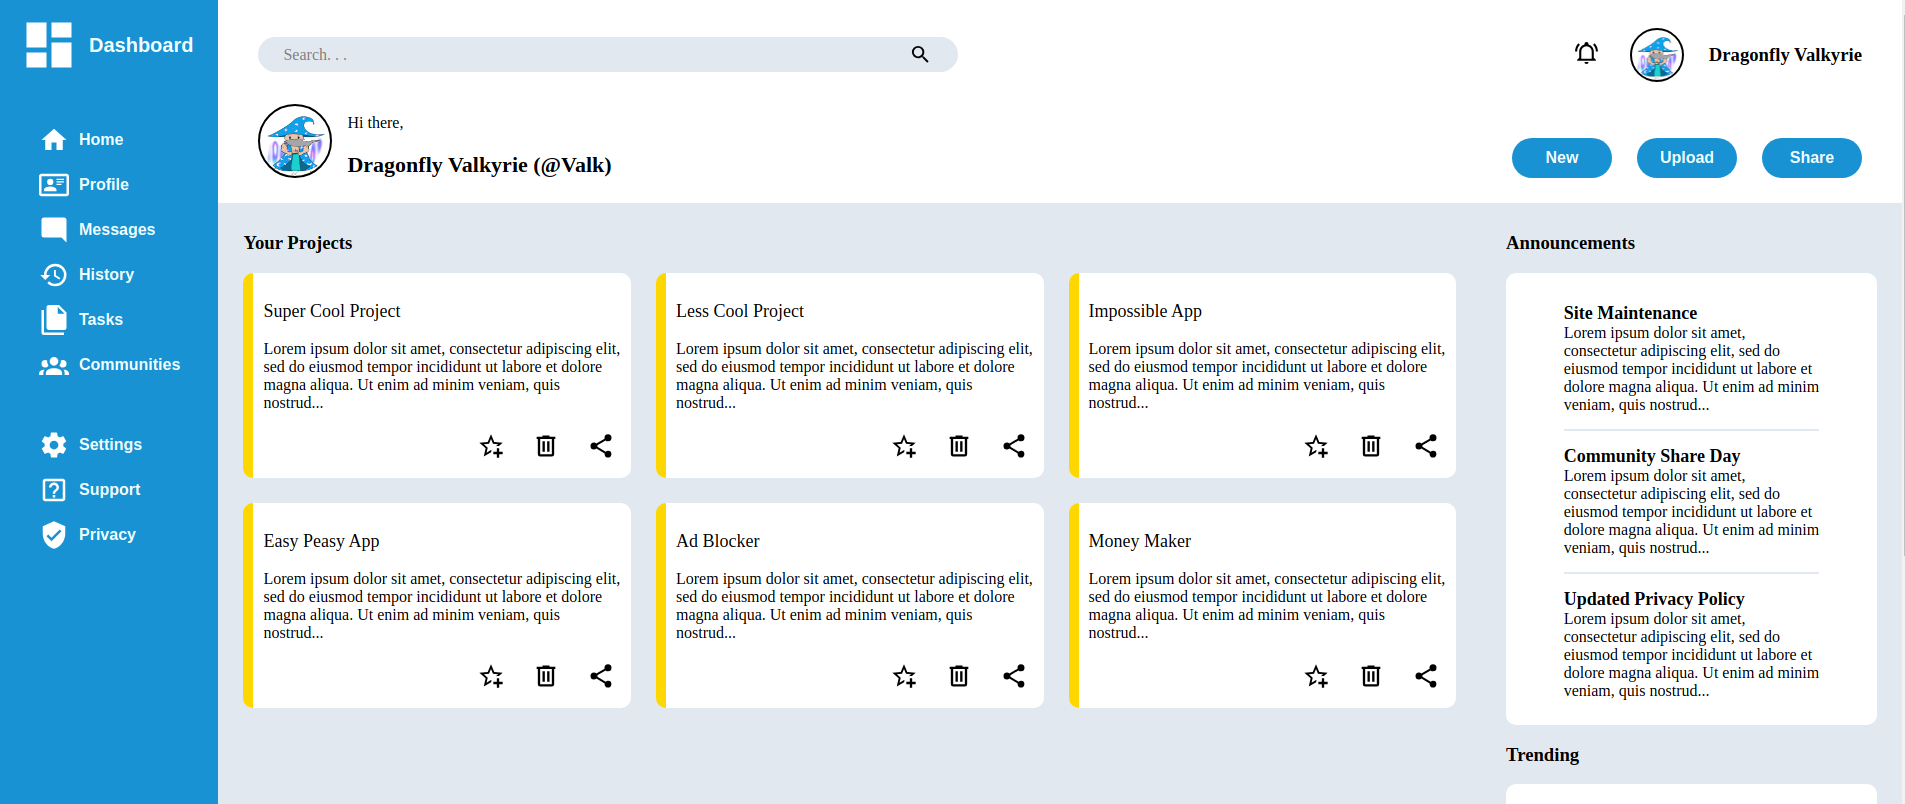 Dashboard
Home
Profile
Messages
History
Tasks
Communities
Settings
Support
Privacy
Search. . .
Dragonfly Valkyrie
Hi there,
Dragonfly Valkyrie (@Valk)
New
Upload
Share
Your Projects
Super Cool Project
Lorem ipsum dolor sit amet, consectetur adipiscing elit,
sed do eiusmod tempor incididunt ut labore et dolore
magna aliqua. Ut enim ad minim veniam, quis
nostrud...
Less Cool Project
Lorem ipsum dolor sit amet, consectetur adipiscing elit,
sed do eiusmod tempor incididunt ut labore et dolore
magna aliqua. Ut enim ad minim veniam, quis
nostrud...
Impossible App
Lorem ipsum dolor sit amet, consectetur adipiscing elit,
sed do eiusmod tempor incididunt ut labore et dolore
magna aliqua. Ut enim ad minim veniam, quis
nostrud...
Easy Peasy App
Lorem ipsum dolor sit amet, consectetur adipiscing elit,
sed do eiusmod tempor incididunt ut labore et dolore
magna aliqua. Ut enim ad minim veniam, quis
nostrud...
Ad Blocker
Lorem ipsum dolor sit amet, consectetur adipiscing elit,
sed do eiusmod tempor incididunt ut labore et dolore
magna aliqua. Ut enim ad minim veniam, quis
nostrud...
Money Maker
Lorem ipsum dolor sit amet, consectetur adipiscing elit,
sed do eiusmod tempor incididunt ut labore et dolore
magna aliqua. Ut enim ad minim veniam, quis
nostrud...
Announcements
Site Maintenance
Lorem ipsum dolor sit amet,
consectetur adipiscing elit, sed do
eiusmod tempor incididunt ut labore et
dolore magna aliqua. Ut enim ad minim
veniam, quis nostrud...
Community Share Day
Lorem ipsum dolor sit amet,
consectetur adipiscing elit, sed do
eiusmod tempor incididunt ut labore et
dolore magna aliqua. Ut enim ad minim
veniam, quis nostrud...
Updated Privacy Policy
Lorem ipsum dolor sit amet,
consectetur adipiscing elit, sed do
eiusmod tempor incididunt ut labore et
dolore magna aliqua. Ut enim ad minim
veniam, quis nostrud...
Trending